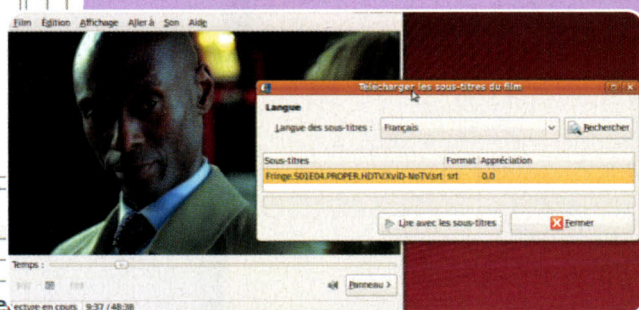 Film Édition Affichage Aller à Son Aide
Télécharger les sous-titres du film
Langue
Langue des sous-titres : Français Rechercher
Sous-titres Format Appréciation
Fringe.S01E04.PROPER.HDTV.XviD-NoTV.srt srt 0.0
Lire avec les sous-titres Fermer
Temps :
Panneau >
ecture en cours 9:37 / 48:36